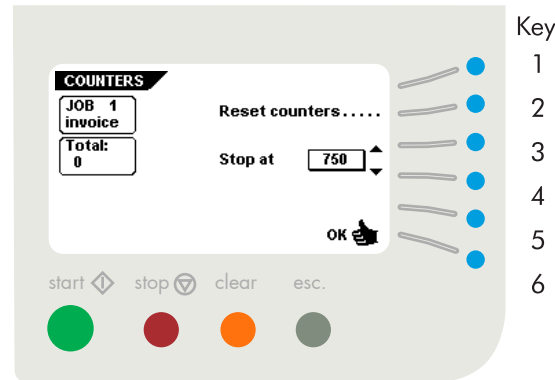 COUNTERS
JOB 1
invoice
Total:
0
Reset counters.....
Stop at 750
OK
start stop clear esc.
Key
1
2
3
4
5
6